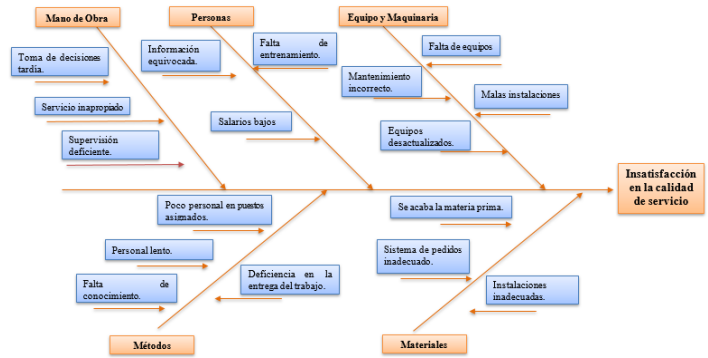 Mano de Obra
Personas
Equipo y Maquinaria
Toma de decisiones
tardía.
Información
equivocada.
Falta de
entrenamiento.
Falta de equipos
Mantenimiento
incorrecto.
Malas instalaciones
Servicio inapropiado
Salarios bajos
Supervisión
deficiente.
Equipos
desactualizados.
Insatisfacción
en la calidad
de servicio
Poco personal en puestos
asignados.
Se acaba la materia prima.
Personal lento.
Sistema de pedidos
inadecuado.
Falta de
conocimiento.
Deficiencia en la
entrega del trabajo.
Instalaciones
inadecuadas.
Métodos
Materiales